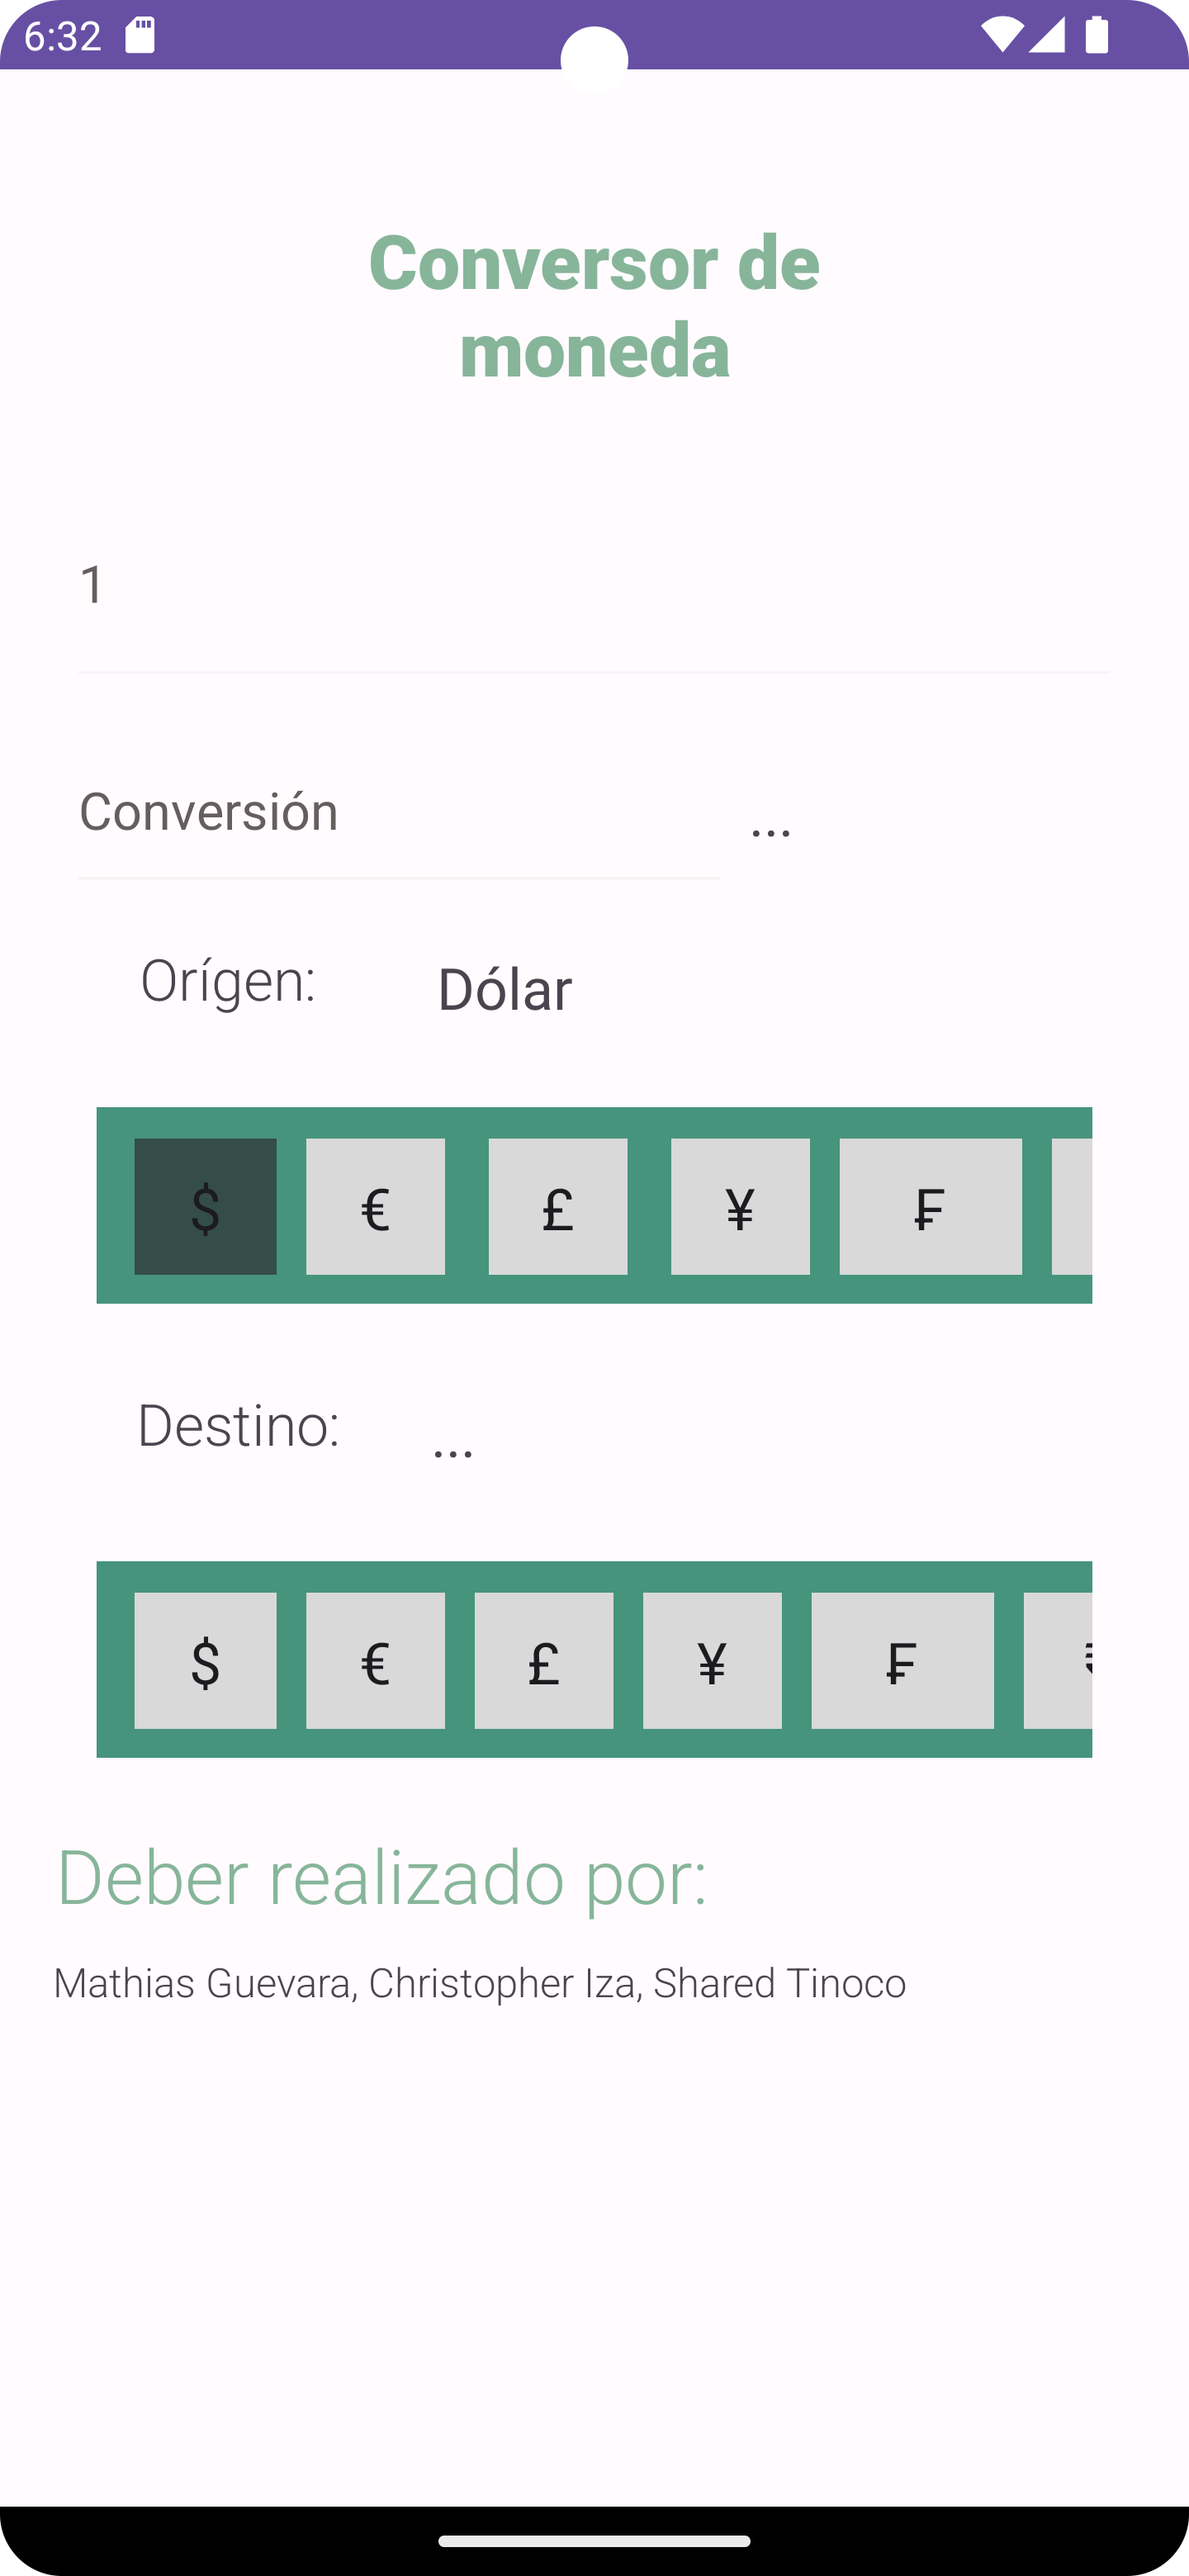 6:32
Conversor de
moneda
1
Conversión ...
Orígen: Dólar
$ € £ ¥ ₣
Destino: ...
$ € £ ¥ ₣
Deber realizado por:
Mathias Guevara, Christopher Iza, Shared Tinoco